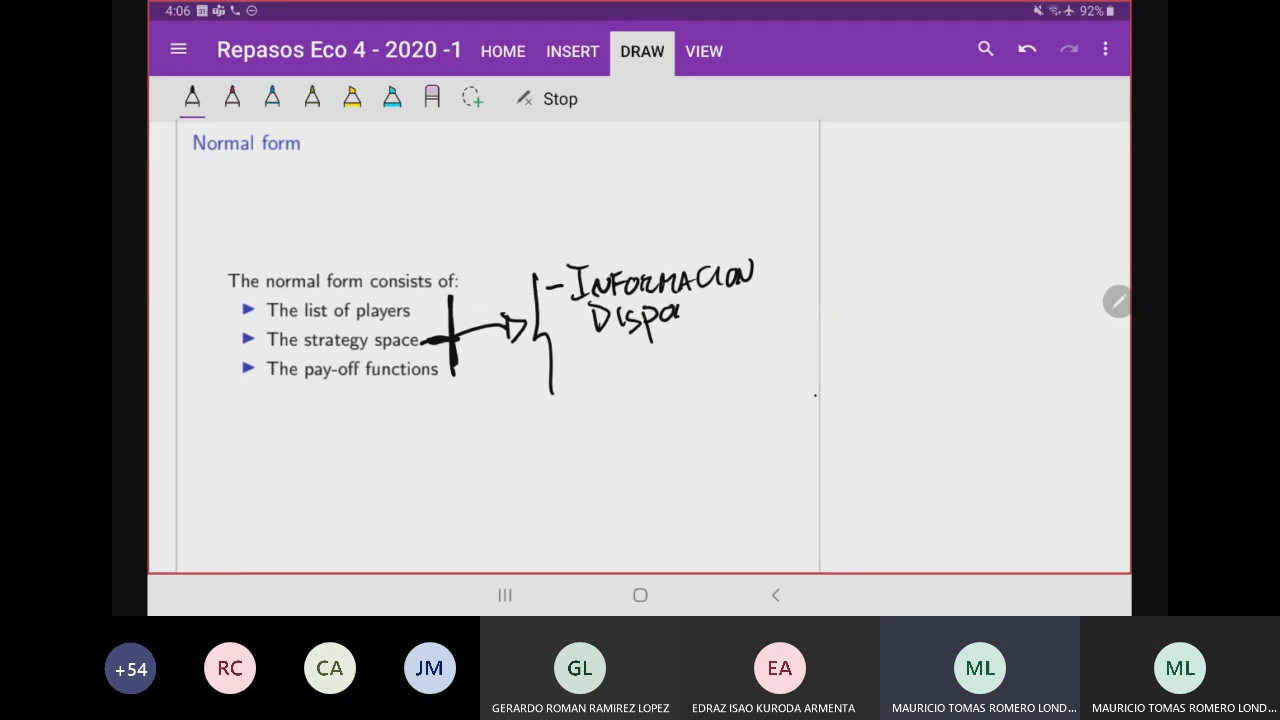 4:06
92%
Repasos Eco 4 - 2020 -1
HOME
INSERT
DRAW
VIEW
Stop
Normal form
The normal form consists of:
The list of players
The strategy space
The pay-off functions
- INFORMACION
DISPO
+54
RC
CA
JM
GL
EA
ML
ML
GERARDO ROMAN RAMIREZ LOPEZ
EDRAZ ISAO KURODA ARMENTA
MAURICIO TOMAS ROMERO LOND...
MAURICIO TOMAS ROMERO LOND...